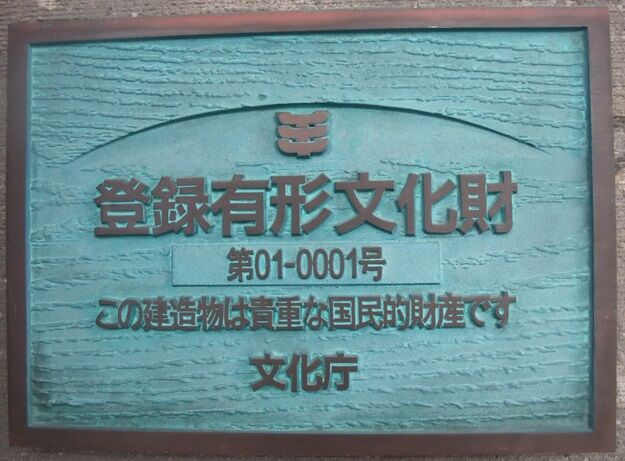 登録有形文化財
第01-0001号
この建造物は貴重な国民的財産です
文化庁